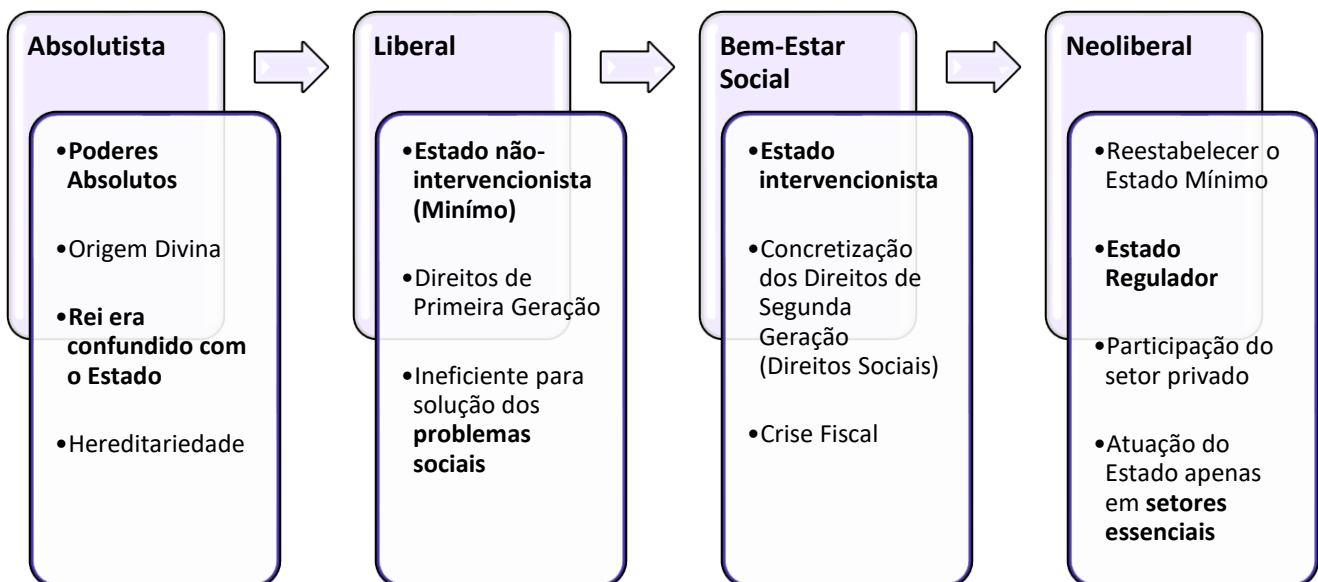 Absolutista
•Poderes
Absolutos
•Origem Divina
•Rei era
confundido com
o Estado
•Hereditariedade
Liberal
•Estado não-
intervencionista
(Minímo)
•Direitos de
Primeira Geração
•Ineficiente para
solução dos
problemas
sociais
Bem-Estar
Social
•Estado
intervencionista
•Concretização
dos Direitos de
Segunda
Geração
(Direitos Sociais)
•Crise Fiscal
Neoliberal
•Reestabelecer o
Estado Mínimo
•Estado
Regulador
•Participação do
setor privado
•Atuação do
Estado apenas
em setores
essenciais